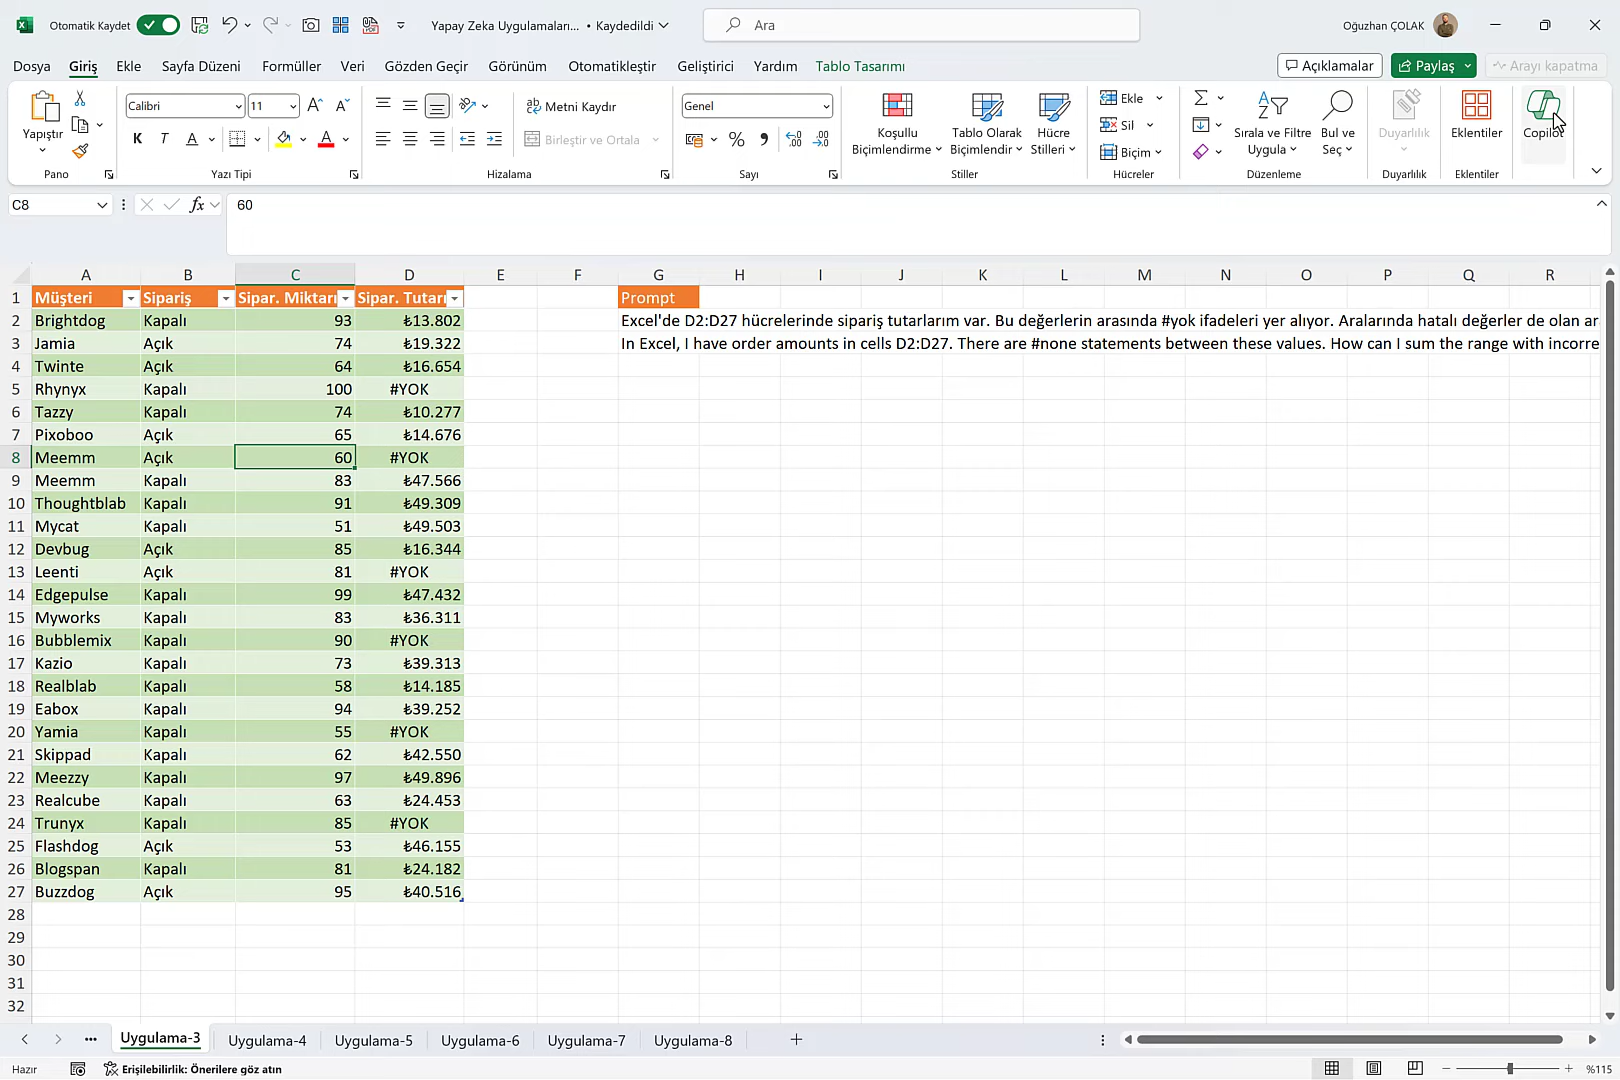 Otomatik Kaydet
Yapay Zeka Uygulamaları... • Kaydedildi
Ara
Oğuzhan ÇOLAK
Dosya Giriş Ekle Sayfa Düzeni Formüller Veri Gözden Geçir Görünüm Otomatikleştir Geliştirici Yardım Tablo Tasarımı
Açıklamalar Paylaş Arayı kapatma
Yapıştır
Pano
Calibri 11
K T A A
Yazı Tipi
ab Metni Kaydır
Birleştir ve Ortala
Hizalama
Genel
% ,
Sayı
Koşullu Biçimlendirme
Tablo Olarak Biçimlendir
Hücre Stilleri
Stiller
Ekle
Sil
Biçim
Hücreler
Sırala ve Filtre Uygula
Bul ve Seç
Düzenleme
Duyarlılık
Duyarlılık
Eklentiler
Eklentiler
Copilot
C8 fx 60
A B C D E F G H I J K L M N O P Q R
1 Müşteri Sipariş Sipar. Miktarı Sipar. Tutarı Prompt
2 Brightdog Kapalı 93 ₺13.802 Excel'de D2:D27 hücrelerinde sipariş tutarlarım var. Bu değerlerin arasında #yok ifadeleri yer alıyor. Aralarında hatalı değerler de olan ar
3 Jamia Açık 74 ₺19.322 In Excel, I have order amounts in cells D2:D27. There are #none statements between these values. How can I sum the range with incorre
4 Twinte Açık 64 ₺16.654
5 Rhynyx Kapalı 100 #YOK
6 Tazzy Kapalı 74 ₺10.277
7 Pixoboo Açık 65 ₺14.676
8 Meemm Açık 60 #YOK
9 Meemm Kapalı 83 ₺47.566
10 Thoughtblab Kapalı 91 ₺49.309
11 Mycat Kapalı 51 ₺49.503
12 Devbug Açık 85 ₺16.344
13 Leenti Açık 81 #YOK
14 Edgepulse Kapalı 99 ₺47.432
15 Myworks Kapalı 83 ₺36.311
16 Bubblemix Kapalı 90 #YOK
17 Kazio Kapalı 73 ₺39.313
18 Realblab Kapalı 58 ₺14.185
19 Eabox Kapalı 94 ₺39.252
20 Yamia Kapalı 55 #YOK
21 Skippad Kapalı 62 ₺42.550
22 Meezzy Kapalı 97 ₺49.896
23 Realcube Kapalı 63 ₺24.453
24 Trunyx Kapalı 85 #YOK
25 Flashdog Açık 53 ₺46.155
26 Blogspan Kapalı 81 ₺24.182
27 Buzzdog Açık 95 ₺40.516
28
29
30
31
32
Uygulama-3 Uygulama-4 Uygulama-5 Uygulama-6 Uygulama-7 Uygulama-8
Hazır Erişilebilirlik: Önerilere göz atın %115